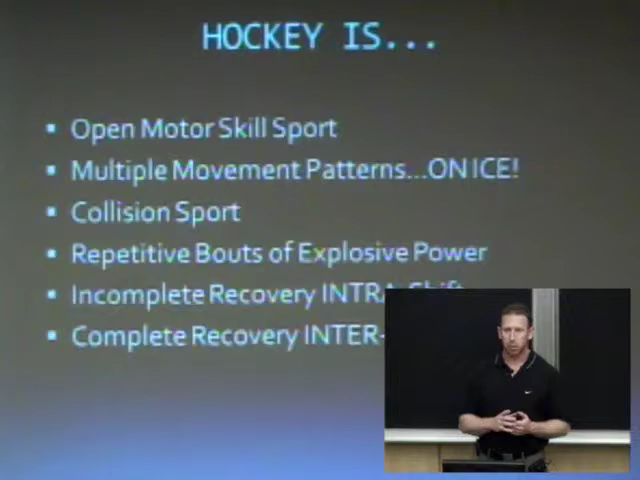 HOCKEY IS...
▪ Open Motor Skill Sport
▪ Multiple Movement Patterns...ON ICE!
▪ Collision Sport
▪ Repetitive Bouts of Explosive Power
▪ Incomplete Recovery INTRA-Shift
▪ Complete Recovery INTER-